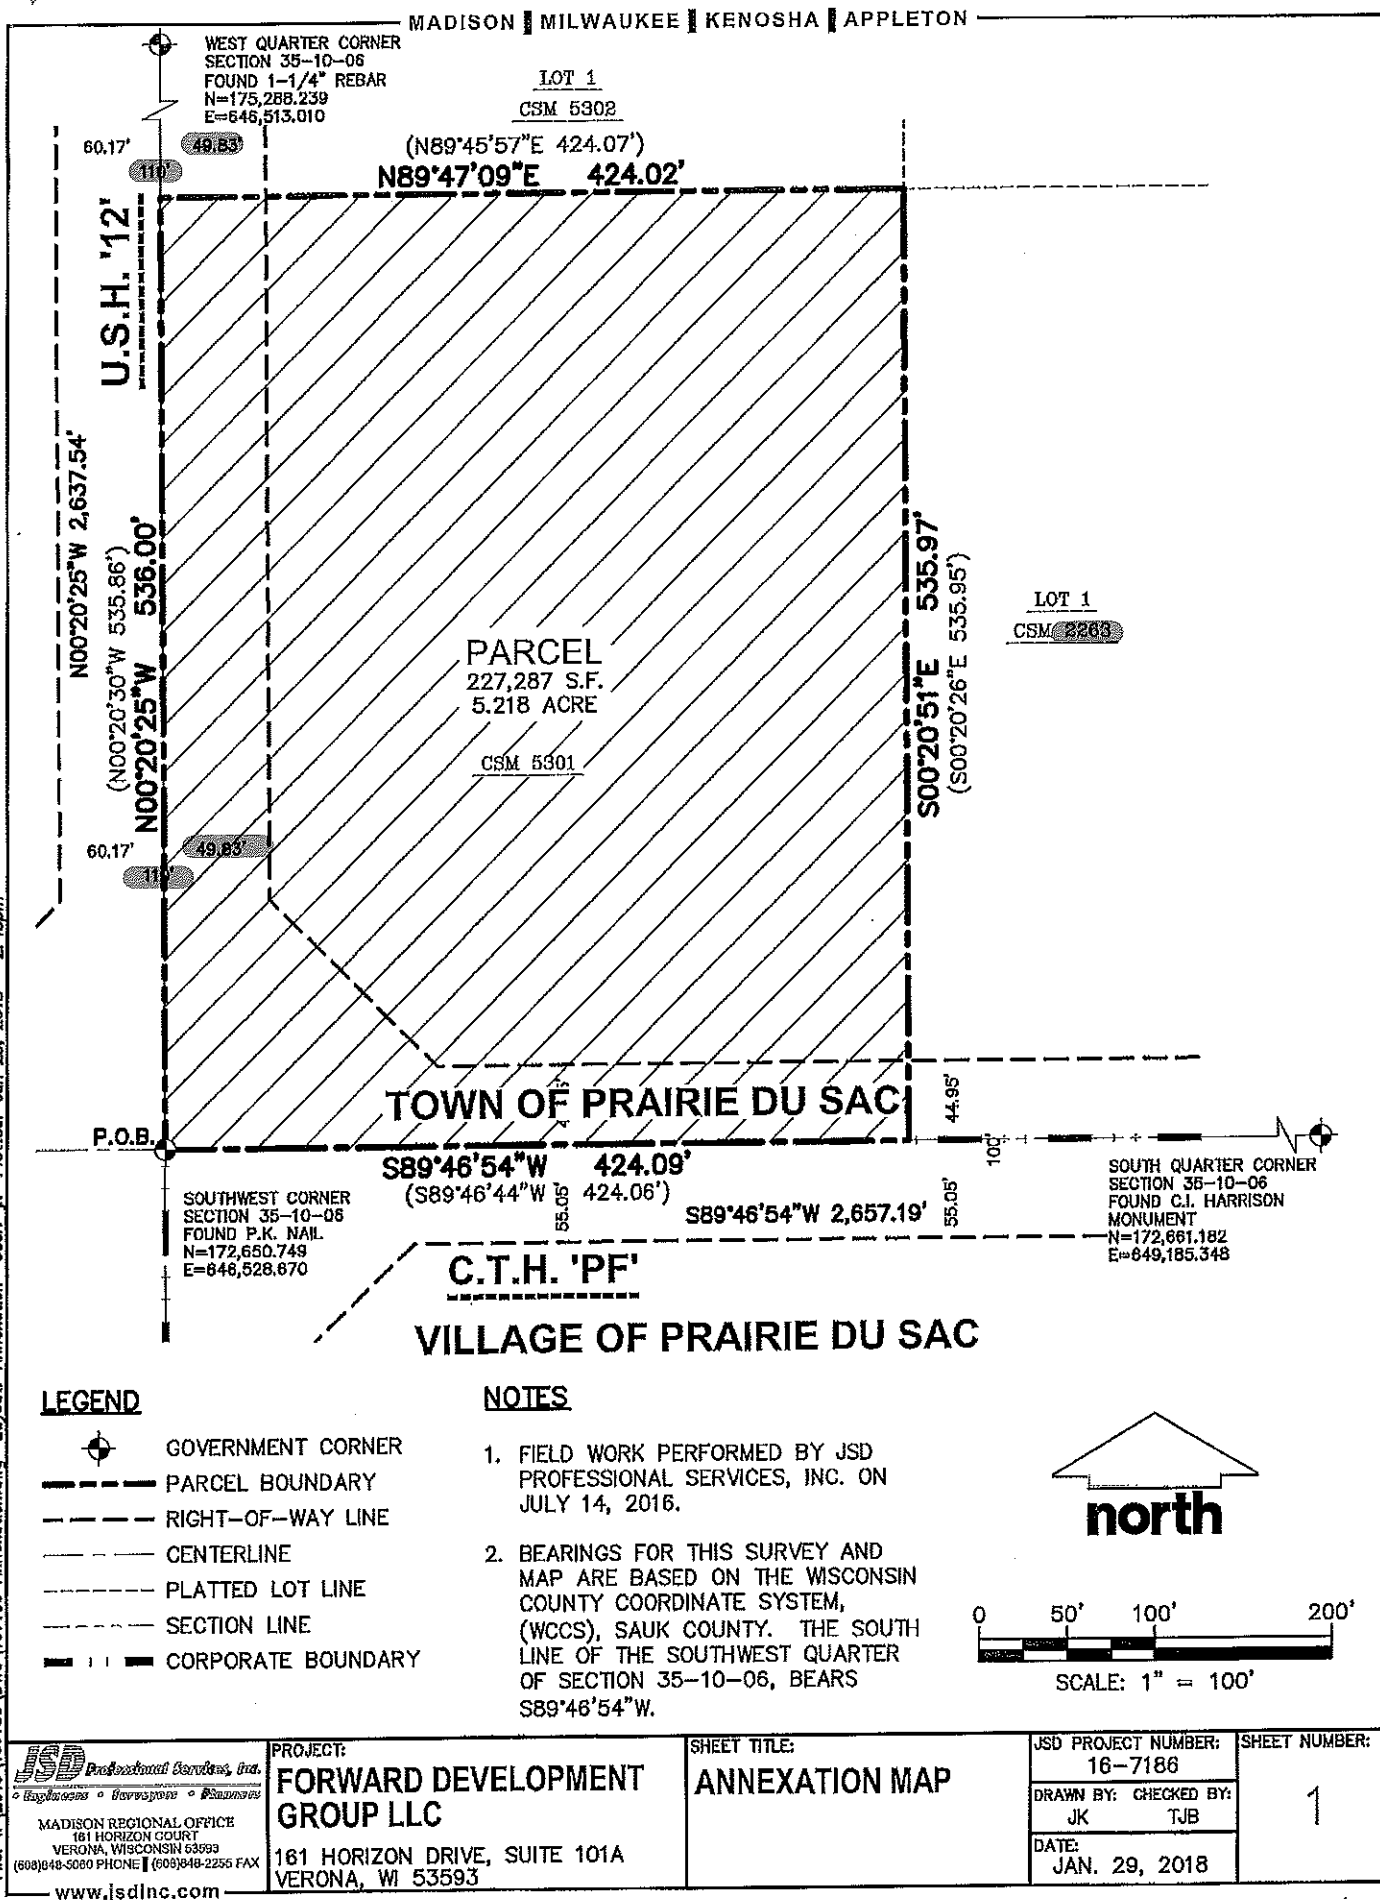 MADISON MILWAUKEE KENOSHA APPLETON
WEST QUARTER CORNER
SECTION 35-10-06
FOUND 1-1/4" REBAR
N=175,288.239
E=646,513.010
LOT 1
CSM 5302
60.17'
49.83'
110'
(N89°45'57"E 424.07')
N89°47'09"E 424.02'
U.S.H. '12'
N00°20'25"W 2,637.54'
(N00°20'30"W 535.86')
N00°20'25"W 536.00'
PARCEL
227,287 S.F.
5.218 ACRE
CSM 5301
S00°20'51"E 535.97'
(S00°20'26"E 535.95')
LOT 1
CSM 2263
60.17'
49.83'
110'
TOWN OF PRAIRIE DU SAC
44.95'
P.O.B.
100'
S89°46'54"W 424.09'
(S89°46'44"W 424.06')
55.05'
S89°46'54"W 2,657.19'
55.05'
SOUTHWEST CORNER
SECTION 35-10-06
FOUND P.K. NAIL
N=172,650.749
E=646,528.670
SOUTH QUARTER CORNER
SECTION 35-10-06
FOUND C.I. HARRISON
MONUMENT
N=172,661.182
E=649,185.348
C.T.H. 'PF'
VILLAGE OF PRAIRIE DU SAC
LEGEND
GOVERNMENT CORNER
PARCEL BOUNDARY
RIGHT-OF-WAY LINE
CENTERLINE
PLATTED LOT LINE
SECTION LINE
CORPORATE BOUNDARY
NOTES
1. FIELD WORK PERFORMED BY JSD
PROFESSIONAL SERVICES, INC. ON
JULY 14, 2016.
2. BEARINGS FOR THIS SURVEY AND
MAP ARE BASED ON THE WISCONSIN
COUNTY COORDINATE SYSTEM,
(WCCS), SAUK COUNTY. THE SOUTH
LINE OF THE SOUTHWEST QUARTER
OF SECTION 35-10-06, BEARS
S89°46'54"W.
north
0 50' 100' 200'
SCALE: 1" = 100'
JSD Professional Services, Inc.
• Engineers • Surveyors • Planners
MADISON REGIONAL OFFICE
161 HORIZON COURT
VERONA, WISCONSIN 53593
(608)848-5060 PHONE (608)848-2255 FAX
www.jsdinc.com
PROJECT:
FORWARD DEVELOPMENT
GROUP LLC
161 HORIZON DRIVE, SUITE 101A
VERONA, WI 53593
SHEET TITLE:
ANNEXATION MAP
JSD PROJECT NUMBER:
16-7186
DRAWN BY: CHECKED BY:
JK TJB
DATE:
JAN. 29, 2018
SHEET NUMBER:
1